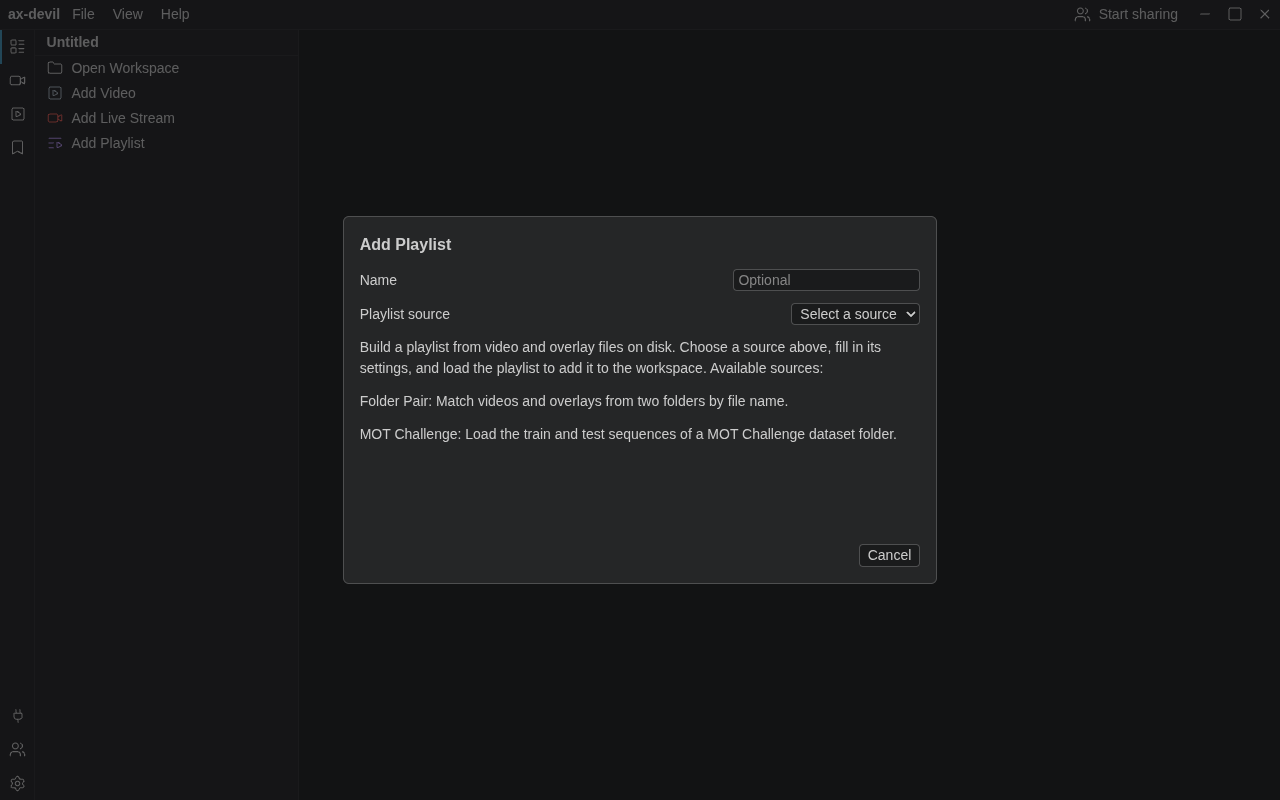 ax-devil File View Help Start sharing
Untitled
Open Workspace
Add Video
Add Live Stream
Add Playlist
Add Playlist
Name Optional
Playlist source Select a source
Build a playlist from video and overlay files on disk. Choose a source above, fill in its
settings, and load the playlist to add it to the workspace. Available sources:
Folder Pair: Match videos and overlays from two folders by file name.
MOT Challenge: Load the train and test sequences of a MOT Challenge dataset folder.
Cancel